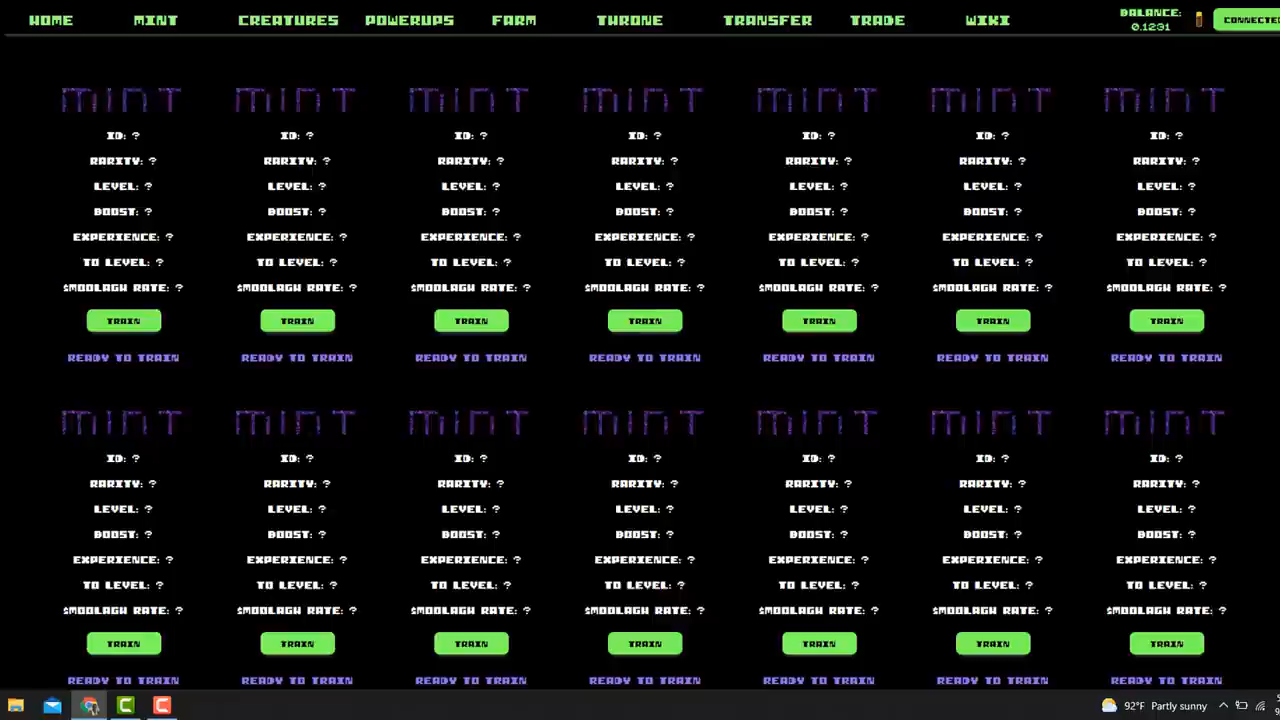 HOME MINT CREATURES POWERUPS FARM THRONE TRANSFER TRADE WIKI BALANCE: CONNECTE
0.1231
MINT MINT MINT MINT MINT MINT MINT
ID: ? ID: ? ID: ? ID: ? ID: ? ID: ? ID: ?
RARITY: ? RARITY: ? RARITY: ? RARITY: ? RARITY: ? RARITY: ? RARITY: ?
LEVEL: ? LEVEL: ? LEVEL: ? LEVEL: ? LEVEL: ? LEVEL: ? LEVEL: ?
BOOST: ? BOOST: ? BOOST: ? BOOST: ? BOOST: ? BOOST: ? BOOST: ?
EXPERIENCE: ? EXPERIENCE: ? EXPERIENCE: ? EXPERIENCE: ? EXPERIENCE: ? EXPERIENCE: ? EXPERIENCE: ?
TO LEVEL: ? TO LEVEL: ? TO LEVEL: ? TO LEVEL: ? TO LEVEL: ? TO LEVEL: ? TO LEVEL: ?
$MOOLAGH RATE: ? $MOOLAGH RATE: ? $MOOLAGH RATE: ? $MOOLAGH RATE: ? $MOOLAGH RATE: ? $MOOLAGH RATE: ? $MOOLAGH RATE: ?
TRAIN TRAIN TRAIN TRAIN TRAIN TRAIN TRAIN
READY TO TRAIN READY TO TRAIN READY TO TRAIN READY TO TRAIN READY TO TRAIN READY TO TRAIN READY TO TRAIN
MINT MINT MINT MINT MINT MINT MINT
ID: ? ID: ? ID: ? ID: ? ID: ? ID: ? ID: ?
RARITY: ? RARITY: ? RARITY: ? RARITY: ? RARITY: ? RARITY: ? RARITY: ?
LEVEL: ? LEVEL: ? LEVEL: ? LEVEL: ? LEVEL: ? LEVEL: ? LEVEL: ?
BOOST: ? BOOST: ? BOOST: ? BOOST: ? BOOST: ? BOOST: ? BOOST: ?
EXPERIENCE: ? EXPERIENCE: ? EXPERIENCE: ? EXPERIENCE: ? EXPERIENCE: ? EXPERIENCE: ? EXPERIENCE: ?
TO LEVEL: ? TO LEVEL: ? TO LEVEL: ? TO LEVEL: ? TO LEVEL: ? TO LEVEL: ? TO LEVEL: ?
$MOOLAGH RATE: ? $MOOLAGH RATE: ? $MOOLAGH RATE: ? $MOOLAGH RATE: ? $MOOLAGH RATE: ? $MOOLAGH RATE: ? $MOOLAGH RATE: ?
TRAIN TRAIN TRAIN TRAIN TRAIN TRAIN TRAIN
READY TO TRAIN READY TO TRAIN READY TO TRAIN READY TO TRAIN READY TO TRAIN READY TO TRAIN READY TO TRAIN
92°F Partly sunny